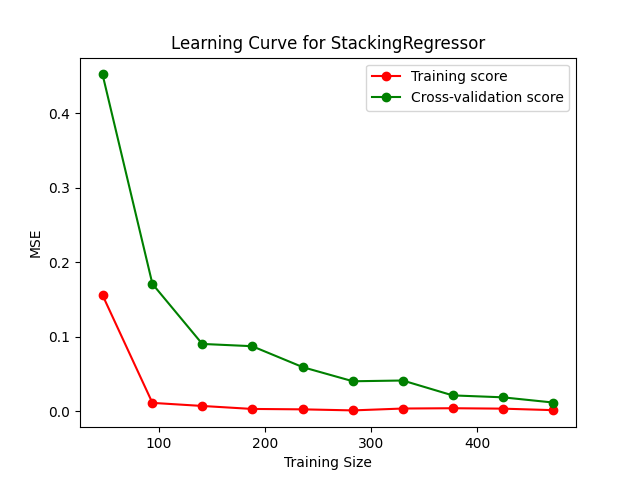 Learning Curve for StackingRegressor
Training score
Cross-validation score
0.4
0.3
0.2
0.1
0.0
MSE
100
200
300
400
Training Size